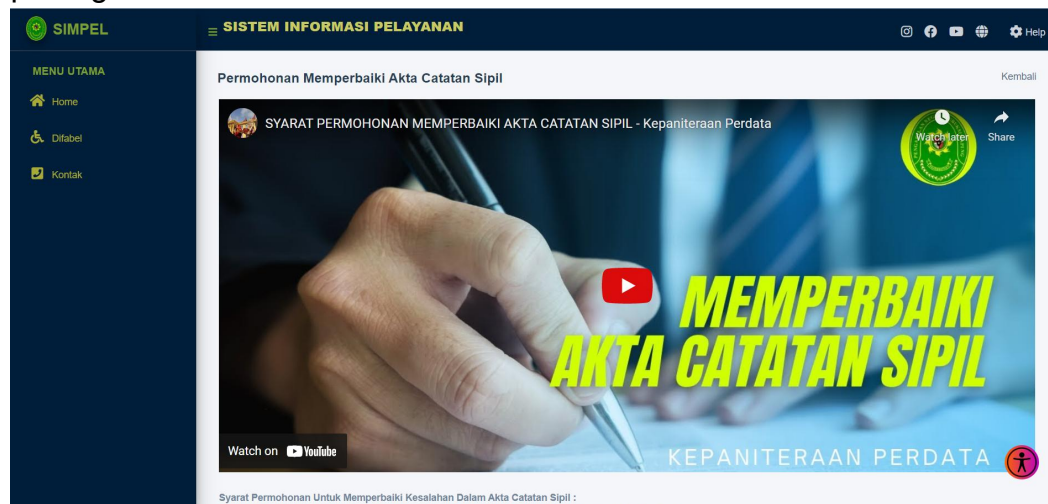 SIMPEL
SISTEM INFORMASI PELAYANAN
Help
MENU UTAMA
Home
Difabel
Kontak
Permohonan Memperbaiki Akta Catatan Sipil
Kembali
SYARAT PERMOHONAN MEMPERBAIKI AKTA CATATAN SIPIL - Kepaniteraan Perdata
Watch later
Share
MEMPERBAIKI
AKTA CATATAN SIPIL
Watch on YouTube
KEPANITERAAN PERDATA
Syarat Permohonan Untuk Memperbaiki Kesalahan Dalam Akta Catatan Sipil :